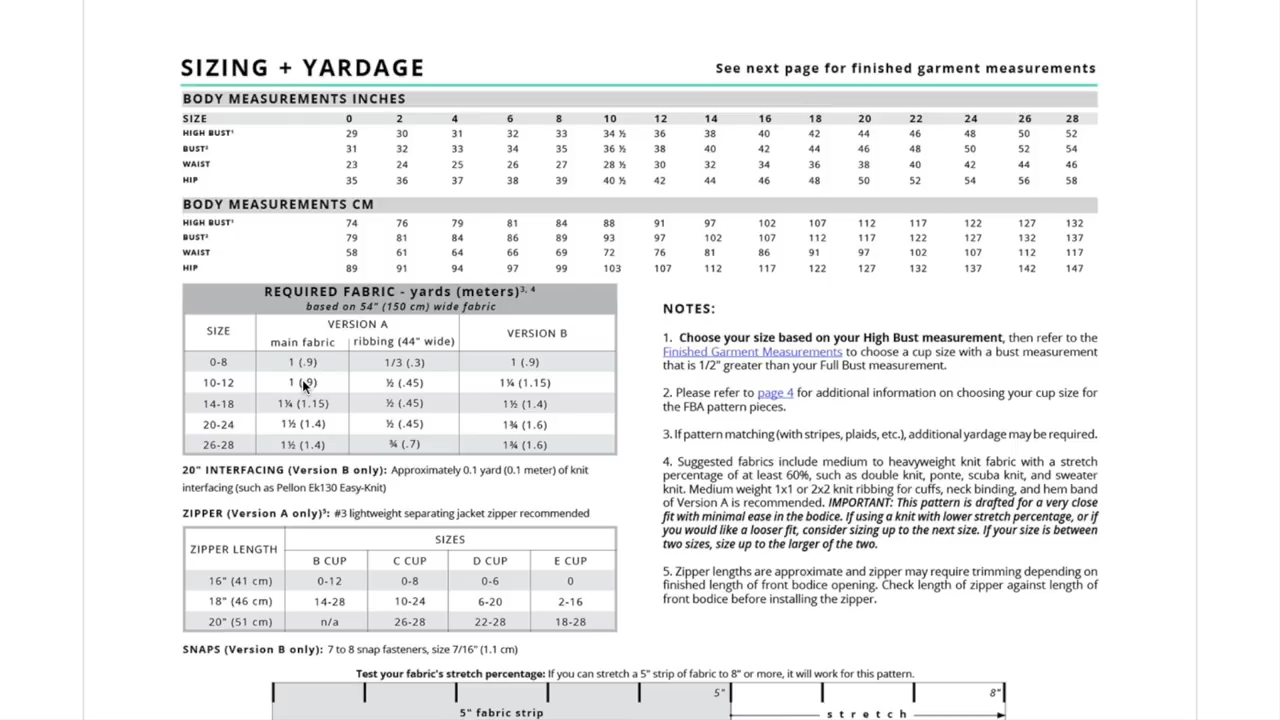 SIZING + YARDAGE
See next page for finished garment measurements
BODY MEASUREMENTS INCHES
SIZE 0 2 4 6 8 10 12 14 16 18 20 22 24 26 28
HIGH BUST¹ 29 30 31 32 33 34 ½ 36 38 40 42 44 46 48 50 52
BUST² 31 32 33 34 35 36 ½ 38 40 42 44 46 48 50 52 54
WAIST 23 24 25 26 27 28 ½ 30 32 34 36 38 40 42 44 46
HIP 35 36 37 38 39 40 ½ 42 44 46 48 50 52 54 56 58
BODY MEASUREMENTS CM
HIGH BUST¹ 74 76 79 81 84 88 91 97 102 107 112 117 122 127 132
BUST² 79 81 84 86 89 93 97 102 107 112 117 122 127 132 137
WAIST 58 61 64 66 69 72 76 81 86 91 97 102 107 112 117
HIP 89 91 94 97 99 103 107 112 117 122 127 132 137 142 147
REQUIRED FABRIC - yards (meters)³˒ ⁴
based on 54" (150 cm) wide fabric
SIZE VERSION A VERSION B
main fabric ribbing (44" wide)
0-8 1 (.9) 1/3 (.3) 1 (.9)
10-12 1 (.9) ½ (.45) 1¼ (1.15)
14-18 1¼ (1.15) ½ (.45) 1½ (1.4)
20-24 1½ (1.4) ½ (.45) 1¾ (1.6)
26-28 1½ (1.4) ¾ (.7) 1¾ (1.6)
20" INTERFACING (Version B only): Approximately 0.1 yard (0.1 meter) of knit
interfacing (such as Pellon Ek130 Easy-Knit)
ZIPPER (Version A only)⁵: #3 lightweight separating jacket zipper recommended
ZIPPER LENGTH SIZES
B CUP C CUP D CUP E CUP
16" (41 cm) 0-12 0-8 0-6 0
18" (46 cm) 14-28 10-24 6-20 2-16
20" (51 cm) n/a 26-28 22-28 18-28
SNAPS (Version B only): 7 to 8 snap fasteners, size 7/16" (1.1 cm)
NOTES:
1. Choose your size based on your High Bust measurement, then refer to the
Finished Garment Measurements to choose a cup size with a bust measurement
that is 1/2" greater than your Full Bust measurement.
2. Please refer to page 4 for additional information on choosing your cup size for
the FBA pattern pieces.
3. If pattern matching (with stripes, plaids, etc.), additional yardage may be required.
4. Suggested fabrics include medium to heavyweight knit fabric with a stretch
percentage of at least 60%, such as double knit, ponte, scuba knit, and sweater
knit. Medium weight 1x1 or 2x2 knit ribbing for cuffs, neck binding, and hem band
of Version A is recommended. IMPORTANT: This pattern is drafted for a very close
fit with minimal ease in the bodice. If using a knit with lower stretch percentage, or if
you would like a looser fit, consider sizing up to the next size. If your size is between
two sizes, size up to the larger of the two.
5. Zipper lengths are approximate and zipper may require trimming depending on
finished length of front bodice opening. Check length of zipper against length of
front bodice before installing the zipper.
Test your fabric's stretch percentage: If you can stretch a 5" strip of fabric to 8" or more, it will work for this pattern.
5" 8"
5" fabric strip stretch